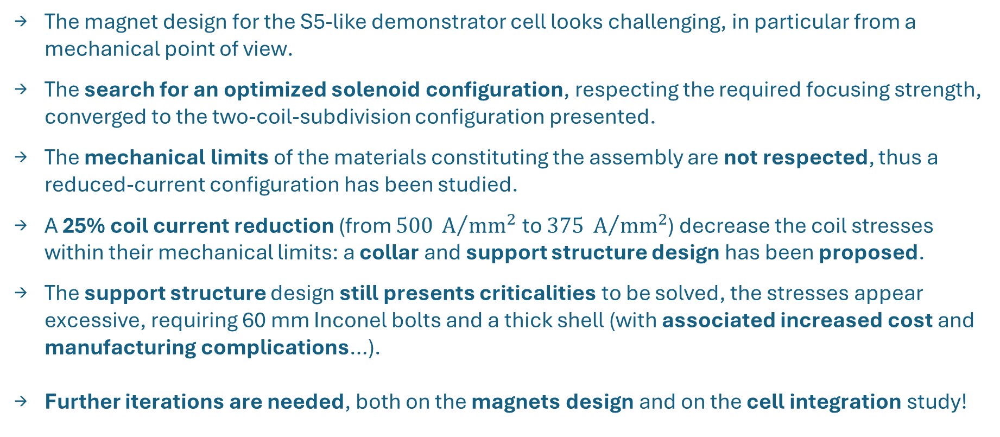 → The magnet design for the S5-like demonstrator cell looks challenging, in particular from a
mechanical point of view.
→ The search for an optimized solenoid configuration, respecting the required focusing strength,
converged to the two-coil-subdivision configuration presented.
→ The mechanical limits of the materials constituting the assembly are not respected, thus a
reduced-current configuration has been studied.
→ A 25% coil current reduction (from 500 A/mm² to 375 A/mm²) decrease the coil stresses
within their mechanical limits: a collar and support structure design has been proposed.
→ The support structure design still presents criticalities to be solved, the stresses appear
excessive, requiring 60 mm Inconel bolts and a thick shell (with associated increased cost and
manufacturing complications...).
→ Further iterations are needed, both on the magnets design and on the cell integration study!